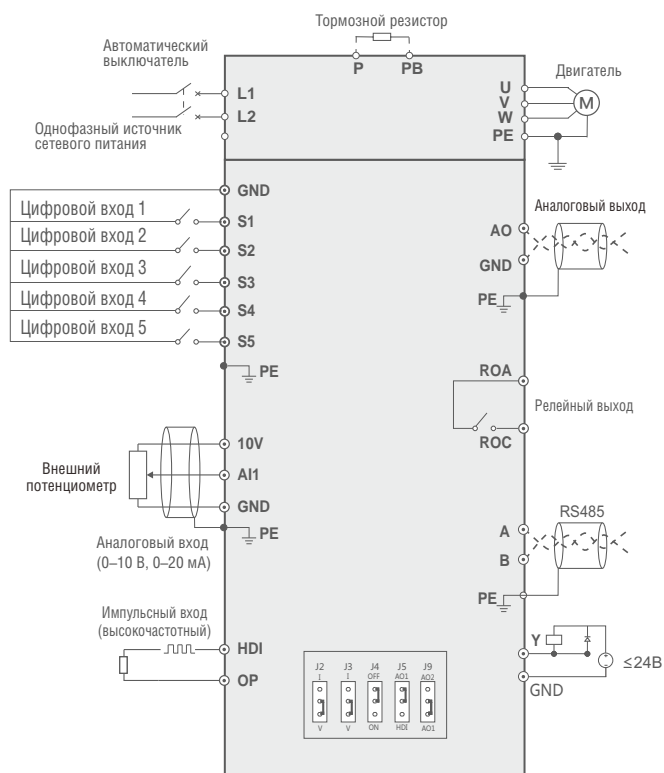 Тормозной резистор
P PB
Автоматический
выключатель
L1
L2
Однофазный источник
сетевого питания
U
V
W
PE
Двигатель
M
GND
Цифровой вход 1
S1
Цифровой вход 2
S2
Цифровой вход 3
S3
Цифровой вход 4
S4
Цифровой вход 5
S5
PE
Аналоговый выход
AO
GND
PE
ROA
Релейный выход
ROC
10V
Внешний
потенциометр
AI1
GND
PE
Аналоговый вход
(0–10 В, 0–20 мА)
RS485
A
B
PE
Импульсный вход
(высокочастотный)
HDI
OP
Y
≤24В
GND
J2 J3 J4 J5 J9
I I OFF AO1 AO2
V V ON HDI AO1